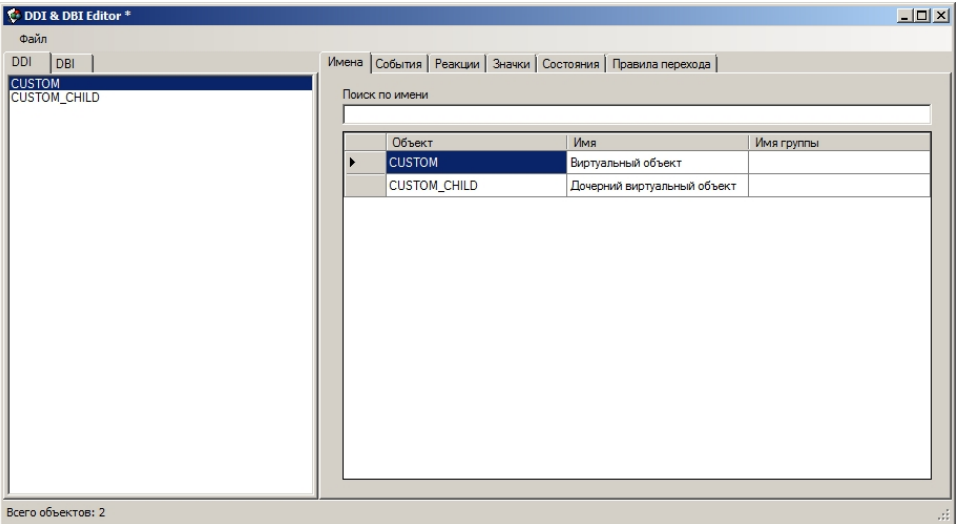 DDI & DBI Editor *
Файл
DDI DBI
CUSTOM
CUSTOM_CHILD
Имена События Реакции Значки Состояния Правила перехода
Поиск по имени
Объект Имя Имя группы
CUSTOM Виртуальный объект
CUSTOM_CHILD Дочерний виртуальный объект
Всего объектов: 2